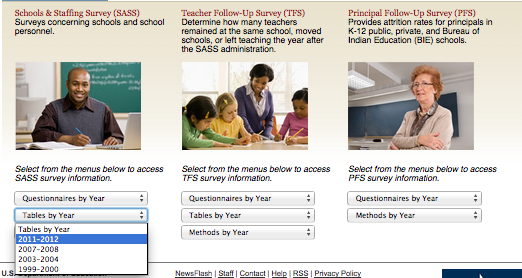 Schools & Staffing Survey (SASS)
Surveys concerning schools and school
personnel.
Select from the menus below to access
SASS survey information.
Questionnaires by Year
Tables by Year
Tables by Year
2011-2012
2007-2008
2003-2004
1999-2000
Teacher Follow-Up Survey (TFS)
Determine how many teachers
remained at the same school, moved
schools, or left teaching the year after
the SASS administration.
Select from the menus below to access
TFS survey information.
Questionnaires by Year
Tables by Year
Methods by Year
Principal Follow-Up Survey (PFS)
Provides attrition rates for principals in
K-12 public, private, and Bureau of
Indian Education (BIE) schools.
Select from the menus below to access
PFS survey information.
Questionnaires by Year
Methods by Year
U.S.
NewsFlash | Staff | Contact | Help | RSS | Privacy Policy